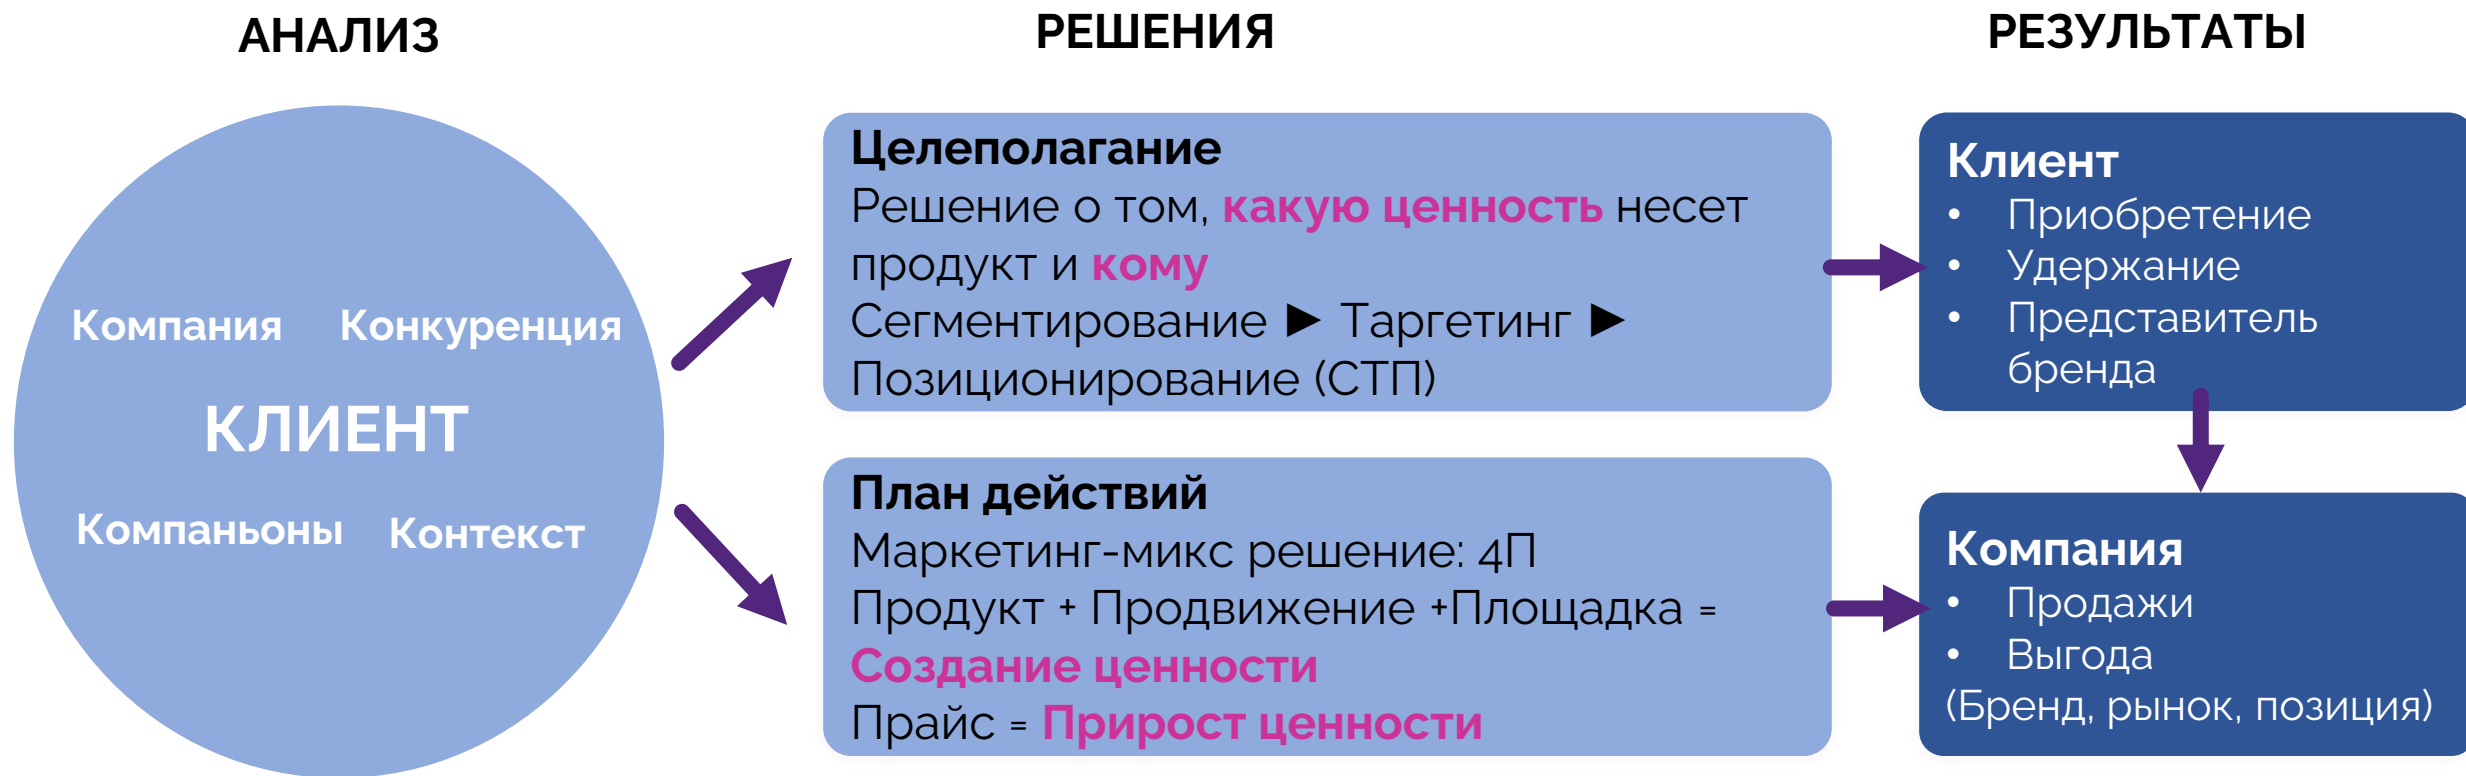 АНАЛИЗ
РЕШЕНИЯ
РЕЗУЛЬТАТЫ
Компания
Конкуренция
КЛИЕНТ
Компаньоны
Контекст
Целеполагание
Решение о том, какую ценность несет
продукт и кому
Сегментирование ► Таргетинг ►
Позиционирование (СТП)
План действий
Маркетинг-микс решение: 4П
Продукт + Продвижение +Площадка =
Создание ценности
Прайс = Прирост ценности
Клиент
• Приобретение
• Удержание
• Представитель
бренда
Компания
• Продажи
• Выгода
(Бренд, рынок, позиция)